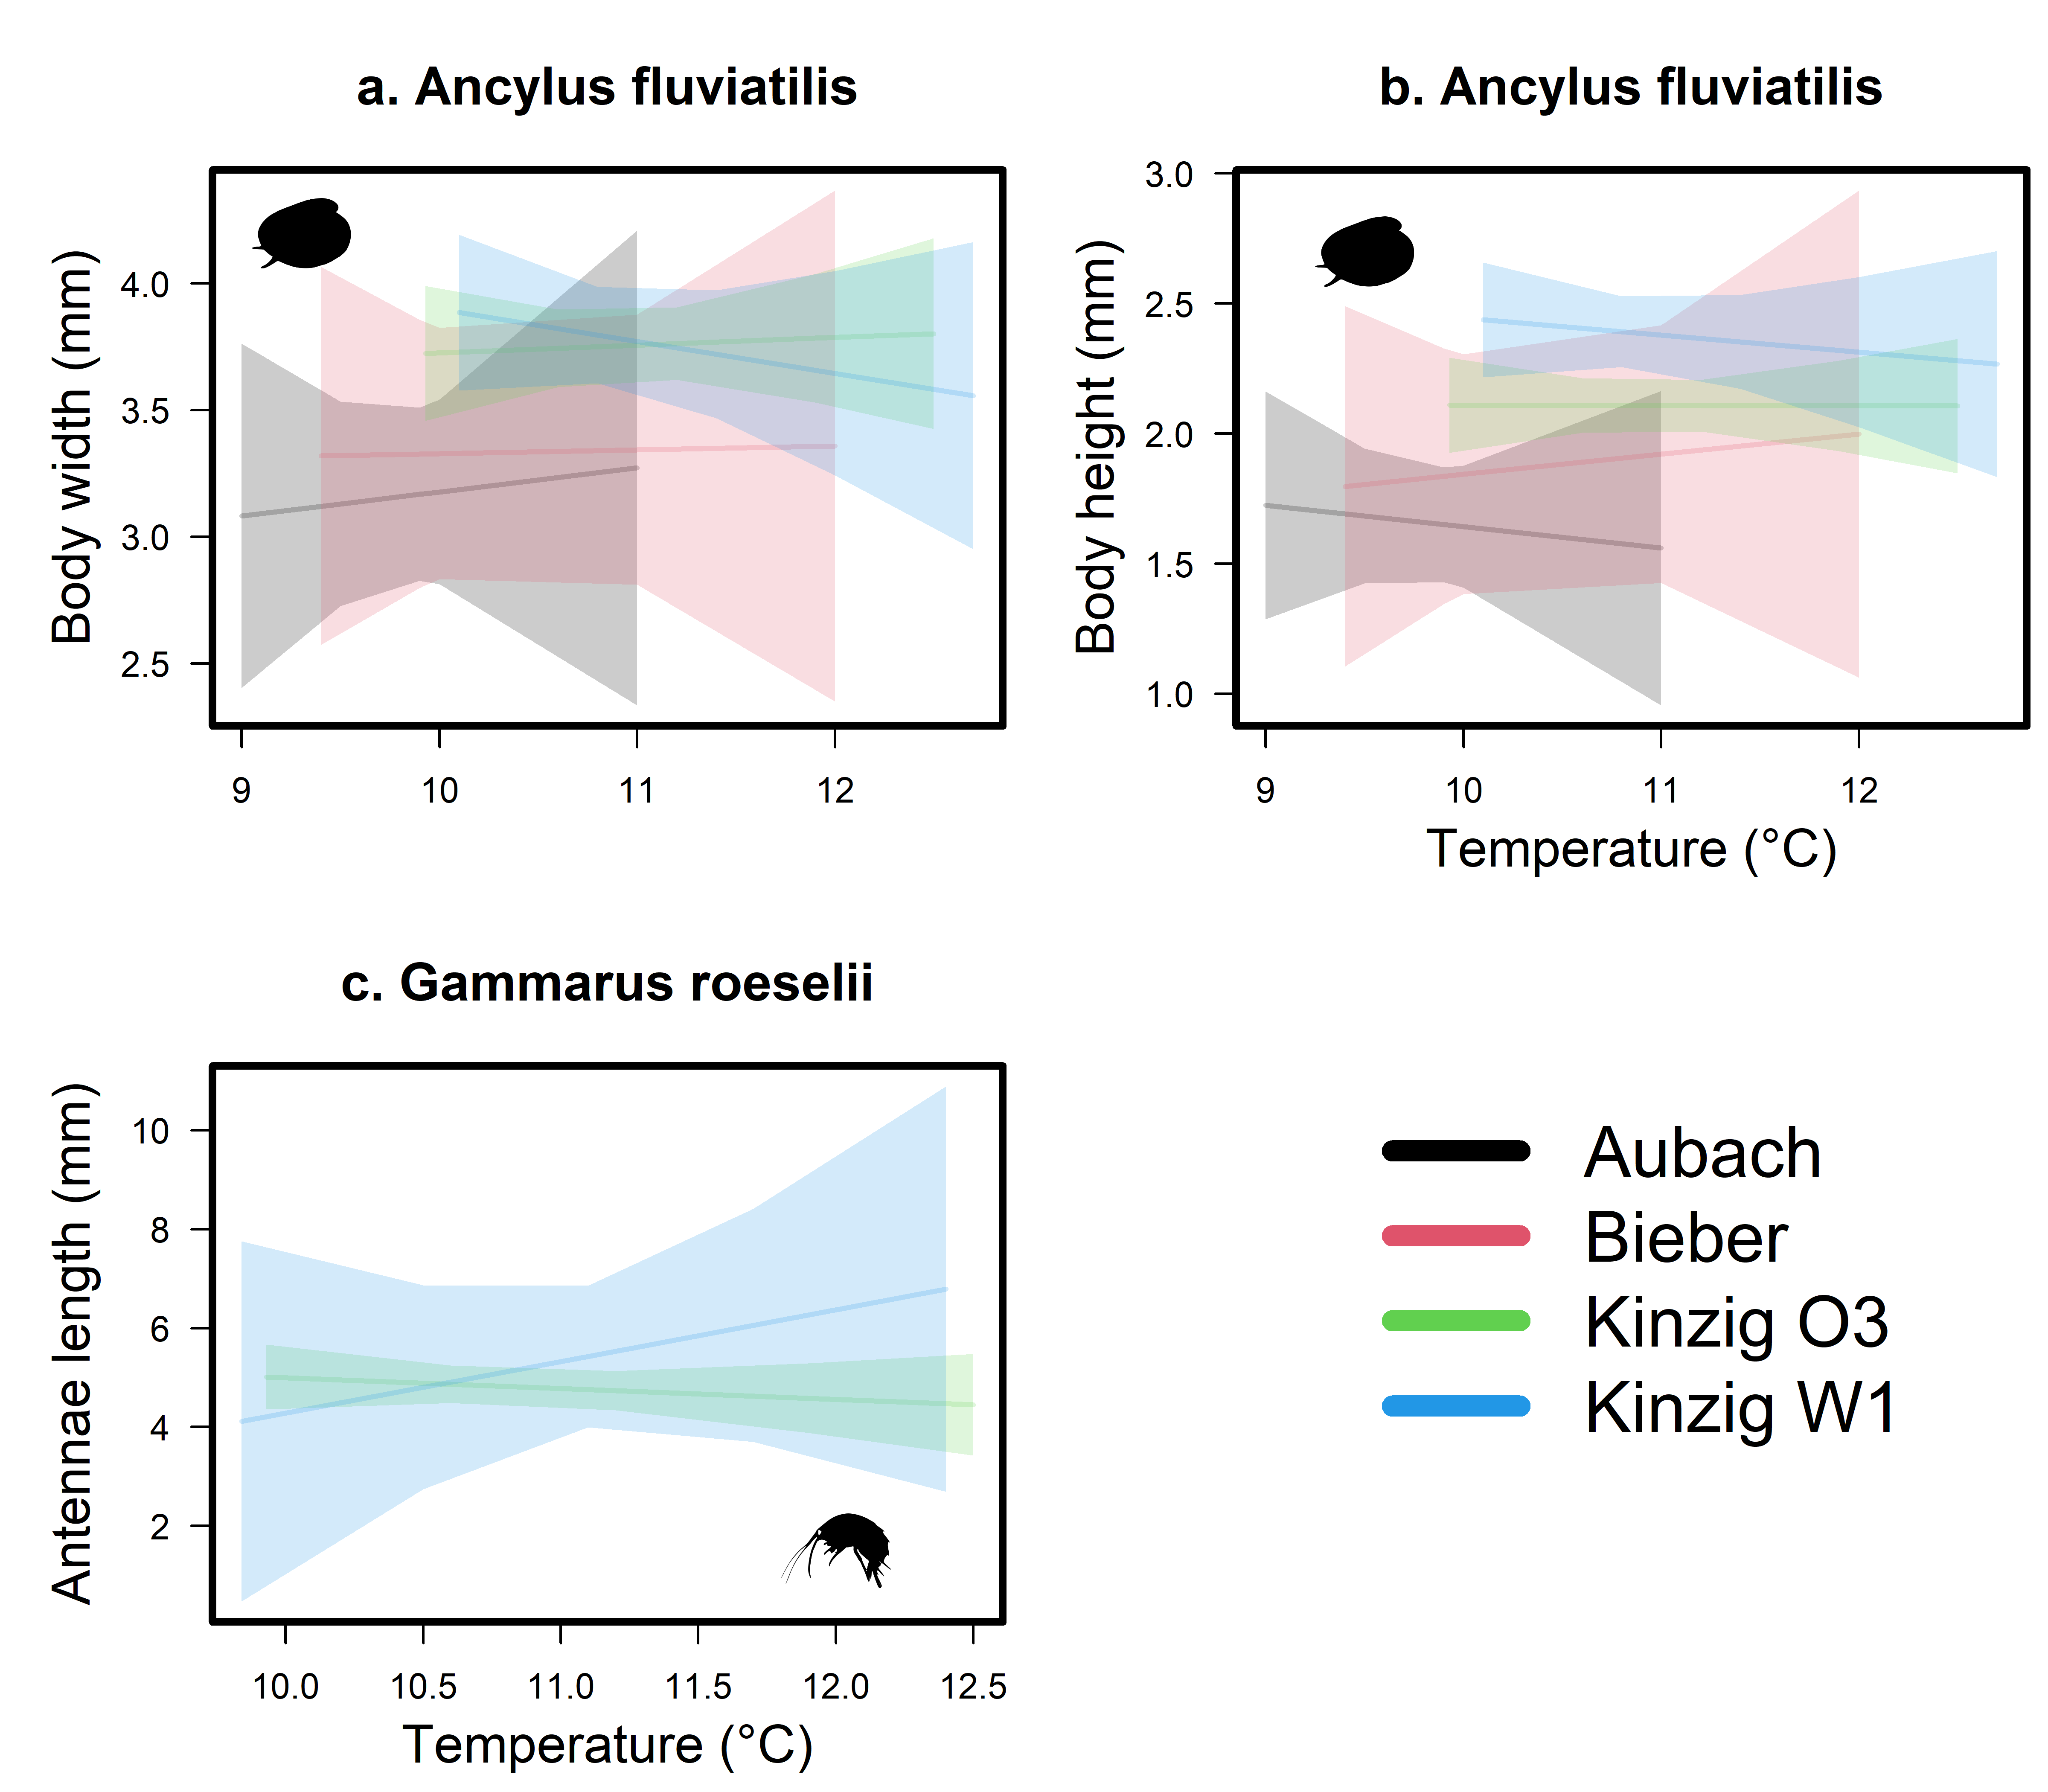 a. Ancylus fluviatilis
Body width (mm)
4.0
3.5
3.0
2.5
9 10 11 12
b. Ancylus fluviatilis
Body height (mm)
3.0
2.5
2.0
1.5
1.0
9 10 11 12
Temperature (°C)
c. Gammarus roeselii
Antennae length (mm)
10
8
6
4
2
10.0 10.5 11.0 11.5 12.0 12.5
Temperature (°C)
Aubach
Bieber
Kinzig O3
Kinzig W1